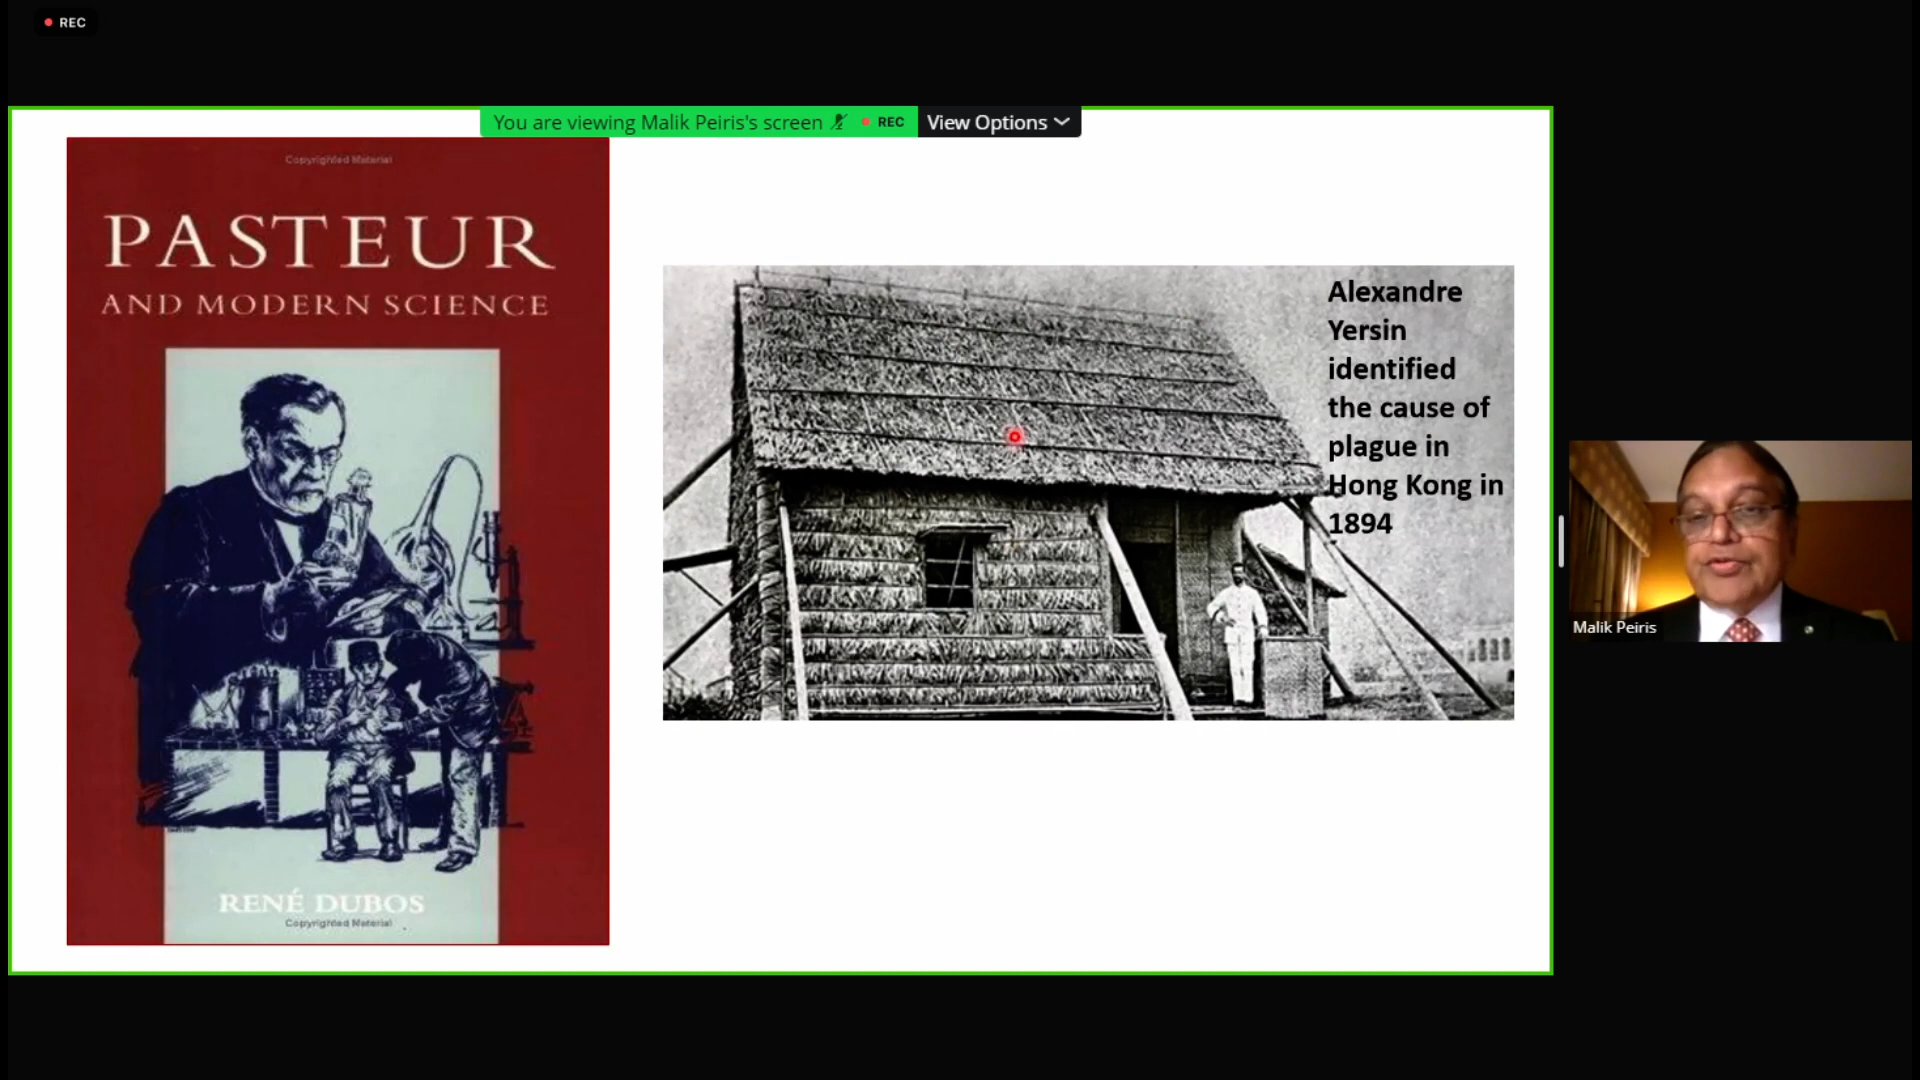 REC
You are viewing Malik Peiris's screen REC View Options
Copyrighted Material
PASTEUR
AND MODERN SCIENCE
RENÉ DUBOS
Copyrighted Material
Alexandre
Yersin
identified
the cause of
plague in
Hong Kong in
1894
Malik Peiris